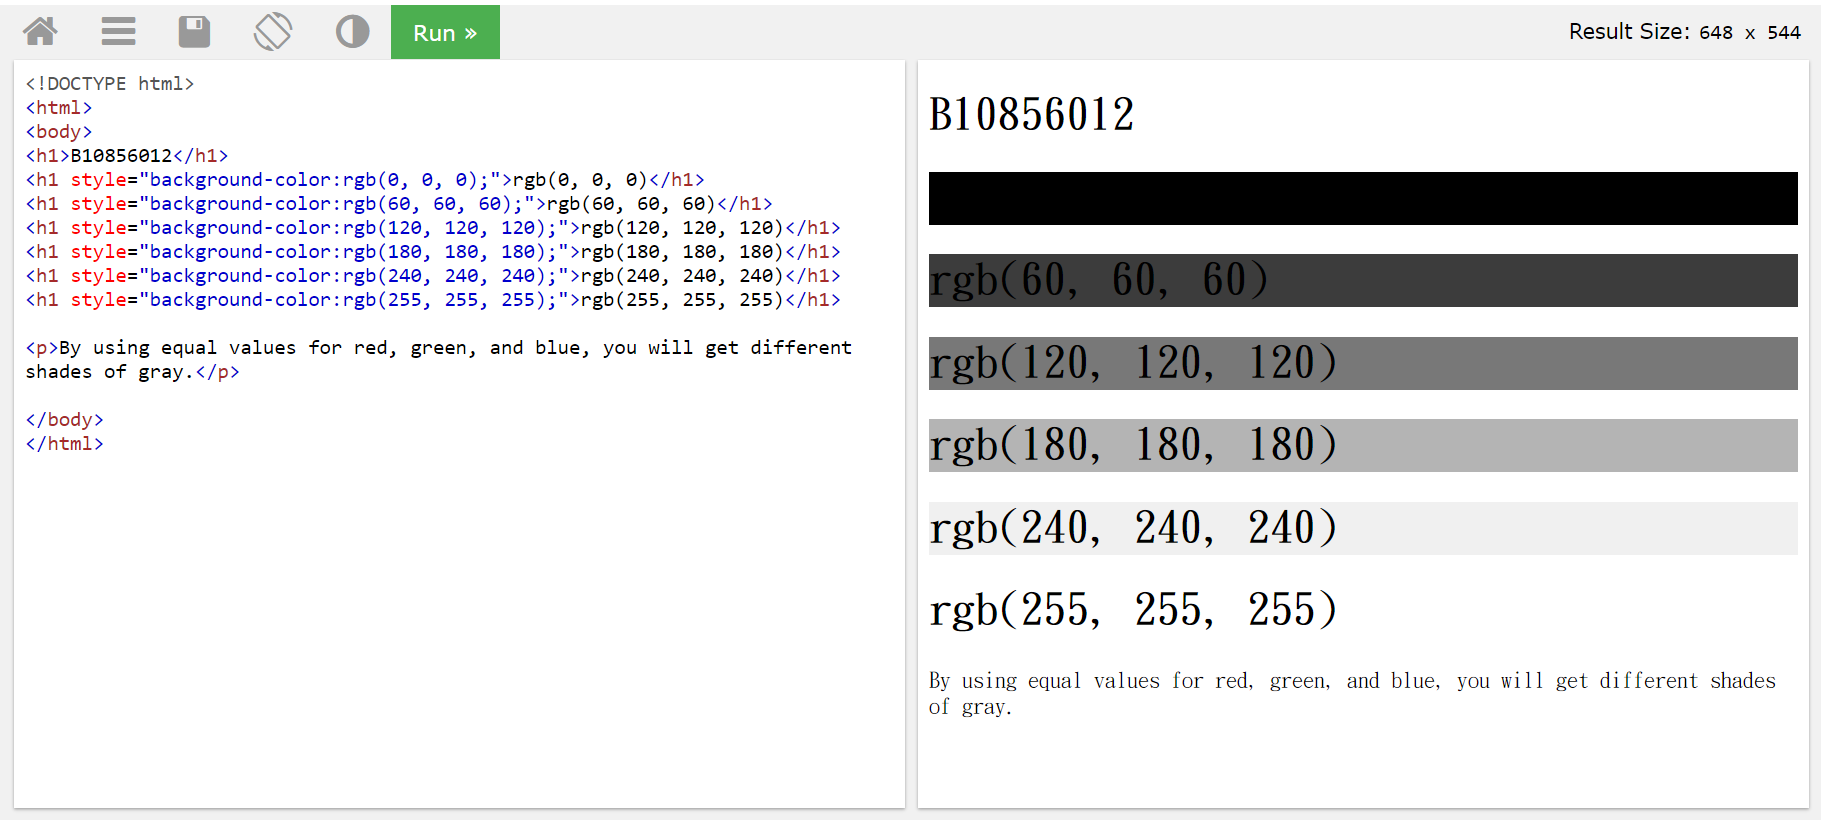 Run »
Result Size: 648 x 544
<!DOCTYPE html>
<html>
<body>
<h1>B10856012</h1>
<h1 style="background-color:rgb(0, 0, 0);">rgb(0, 0, 0)</h1>
<h1 style="background-color:rgb(60, 60, 60);">rgb(60, 60, 60)</h1>
<h1 style="background-color:rgb(120, 120, 120);">rgb(120, 120, 120)</h1>
<h1 style="background-color:rgb(180, 180, 180);">rgb(180, 180, 180)</h1>
<h1 style="background-color:rgb(240, 240, 240);">rgb(240, 240, 240)</h1>
<h1 style="background-color:rgb(255, 255, 255);">rgb(255, 255, 255)</h1>
<p>By using equal values for red, green, and blue, you will get different
shades of gray.</p>
</body>
</html>
B10856012
rgb(60, 60, 60)
rgb(120, 120, 120)
rgb(180, 180, 180)
rgb(240, 240, 240)
rgb(255, 255, 255)
By using equal values for red, green, and blue, you will get different shades
of gray.